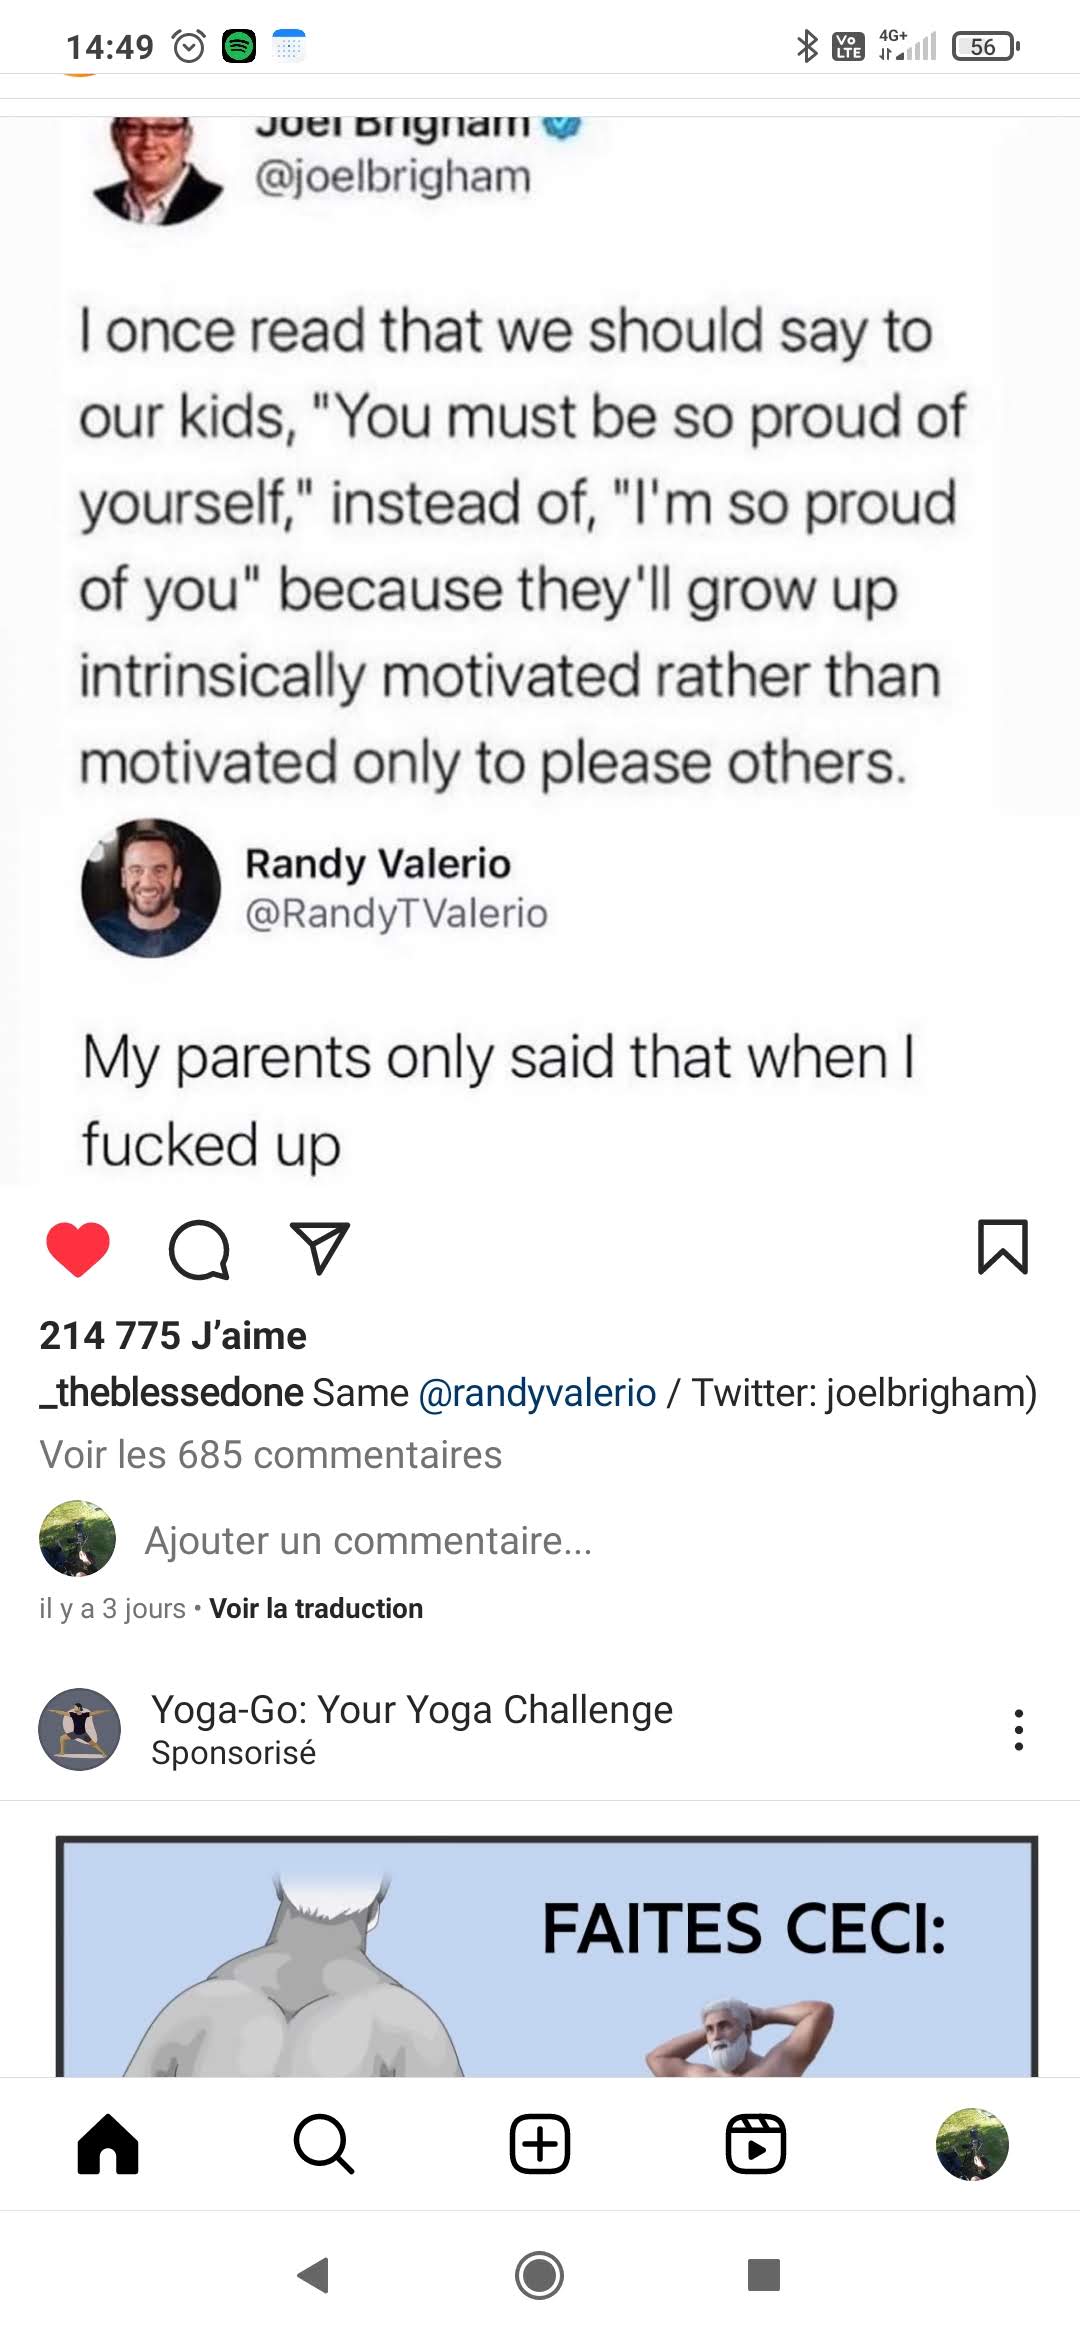 14:49
Vo LTE
4G+
56
Joel Brigham
@joelbrigham
I once read that we should say to
our kids, "You must be so proud of
yourself," instead of, "I'm so proud
of you" because they'll grow up
intrinsically motivated rather than
motivated only to please others.
Randy Valerio
@RandyTValerio
My parents only said that when I
fucked up
214 775 J’aime
_theblessedone Same @randyvalerio / Twitter: joelbrigham)
Voir les 685 commentaires
Ajouter un commentaire...
il y a 3 jours • Voir la traduction
Yoga-Go: Your Yoga Challenge
Sponsorisé
FAITES CECI: